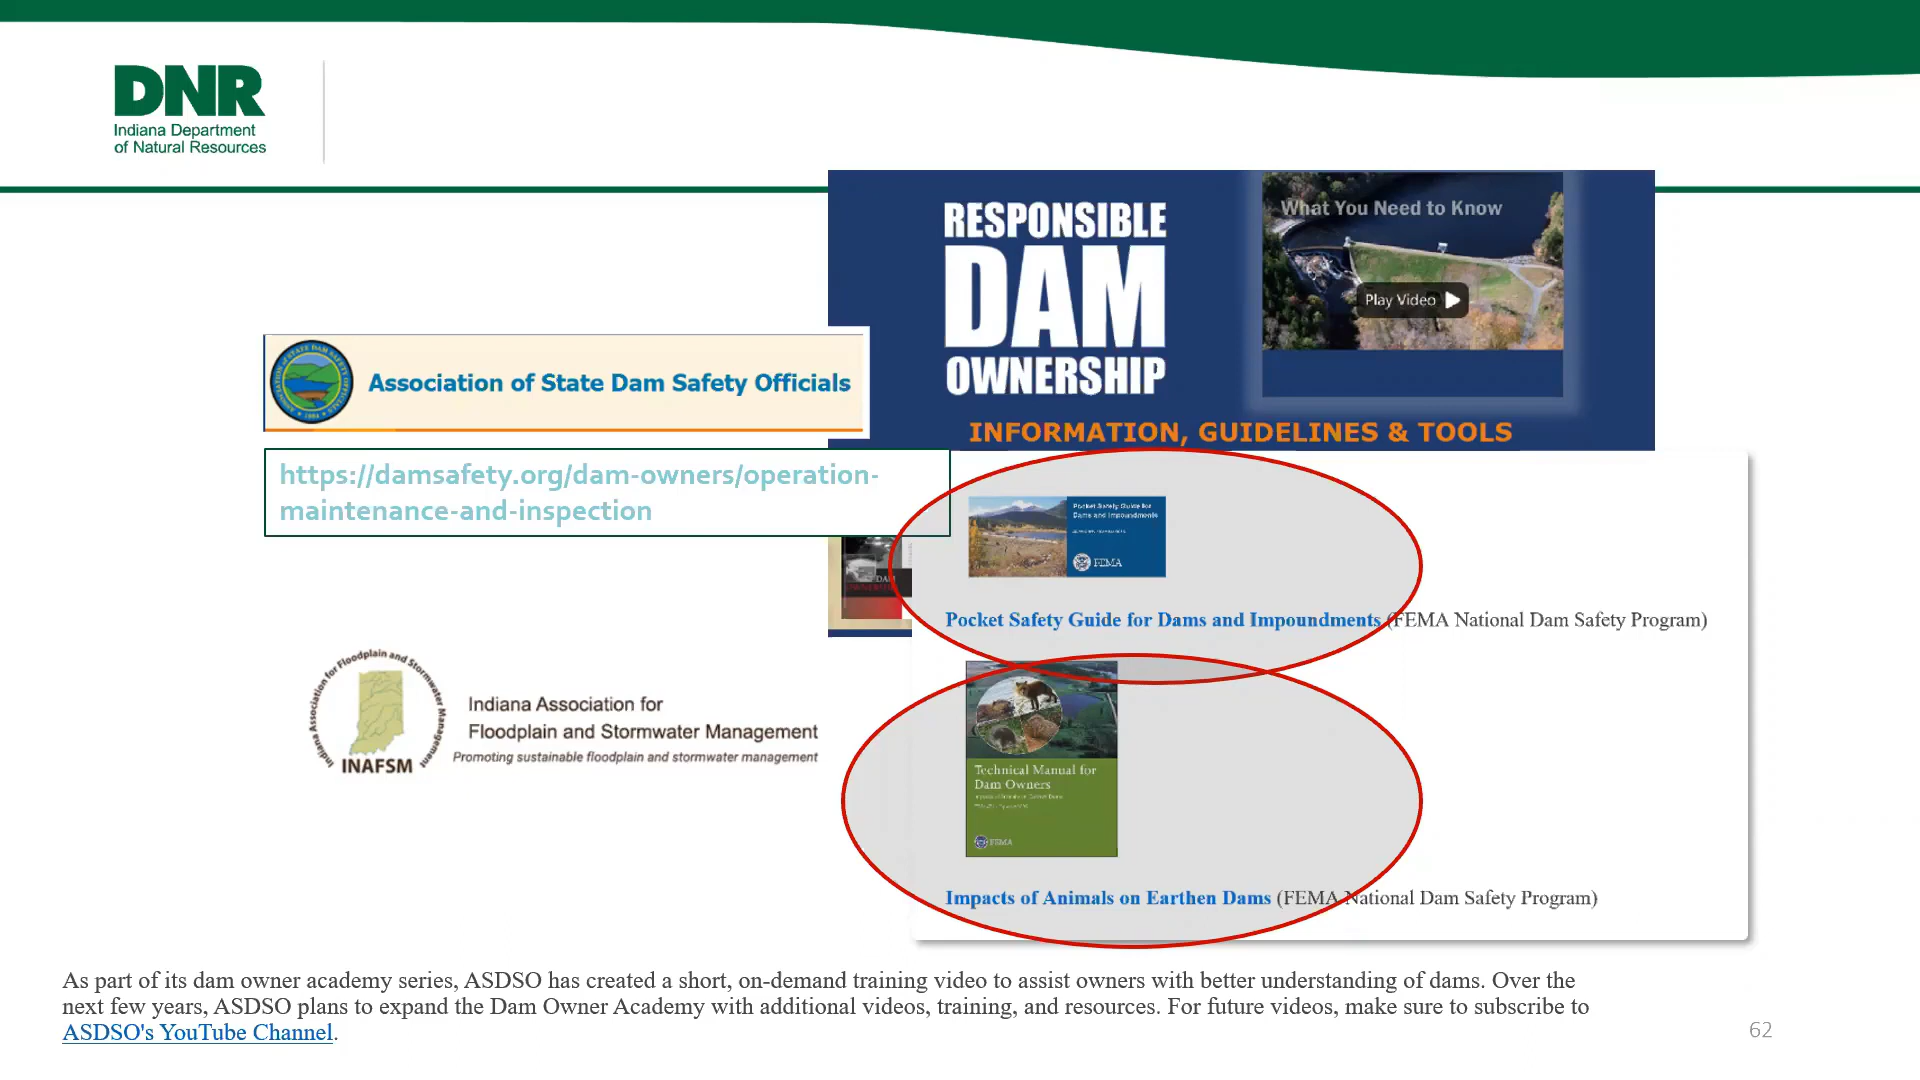 DNR
Indiana Department
of Natural Resources
RESPONSIBLE
DAM
OWNERSHIP
What You Need to Know
Play Video
INFORMATION, GUIDELINES & TOOLS
Association of State Dam Safety Officials
https://damsafety.org/dam-owners/operation-
maintenance-and-inspection
Pocket Safety Guide for
Dams and Impoundments
FEMA
Pocket Safety Guide for Dams and Impoundments (FEMA National Dam Safety Program)
Indiana Association for Floodplain and Stormwater Management
INAFSM
Indiana Association for
Floodplain and Stormwater Management
Promoting sustainable floodplain and stormwater management
Technical Manual for
Dam Owners
FEMA
Impacts of Animals on Earthen Dams (FEMA National Dam Safety Program)
As part of its dam owner academy series, ASDSO has created a short, on-demand training video to assist owners with better understanding of dams. Over the
next few years, ASDSO plans to expand the Dam Owner Academy with additional videos, training, and resources. For future videos, make sure to subscribe to
ASDSO's YouTube Channel.
62